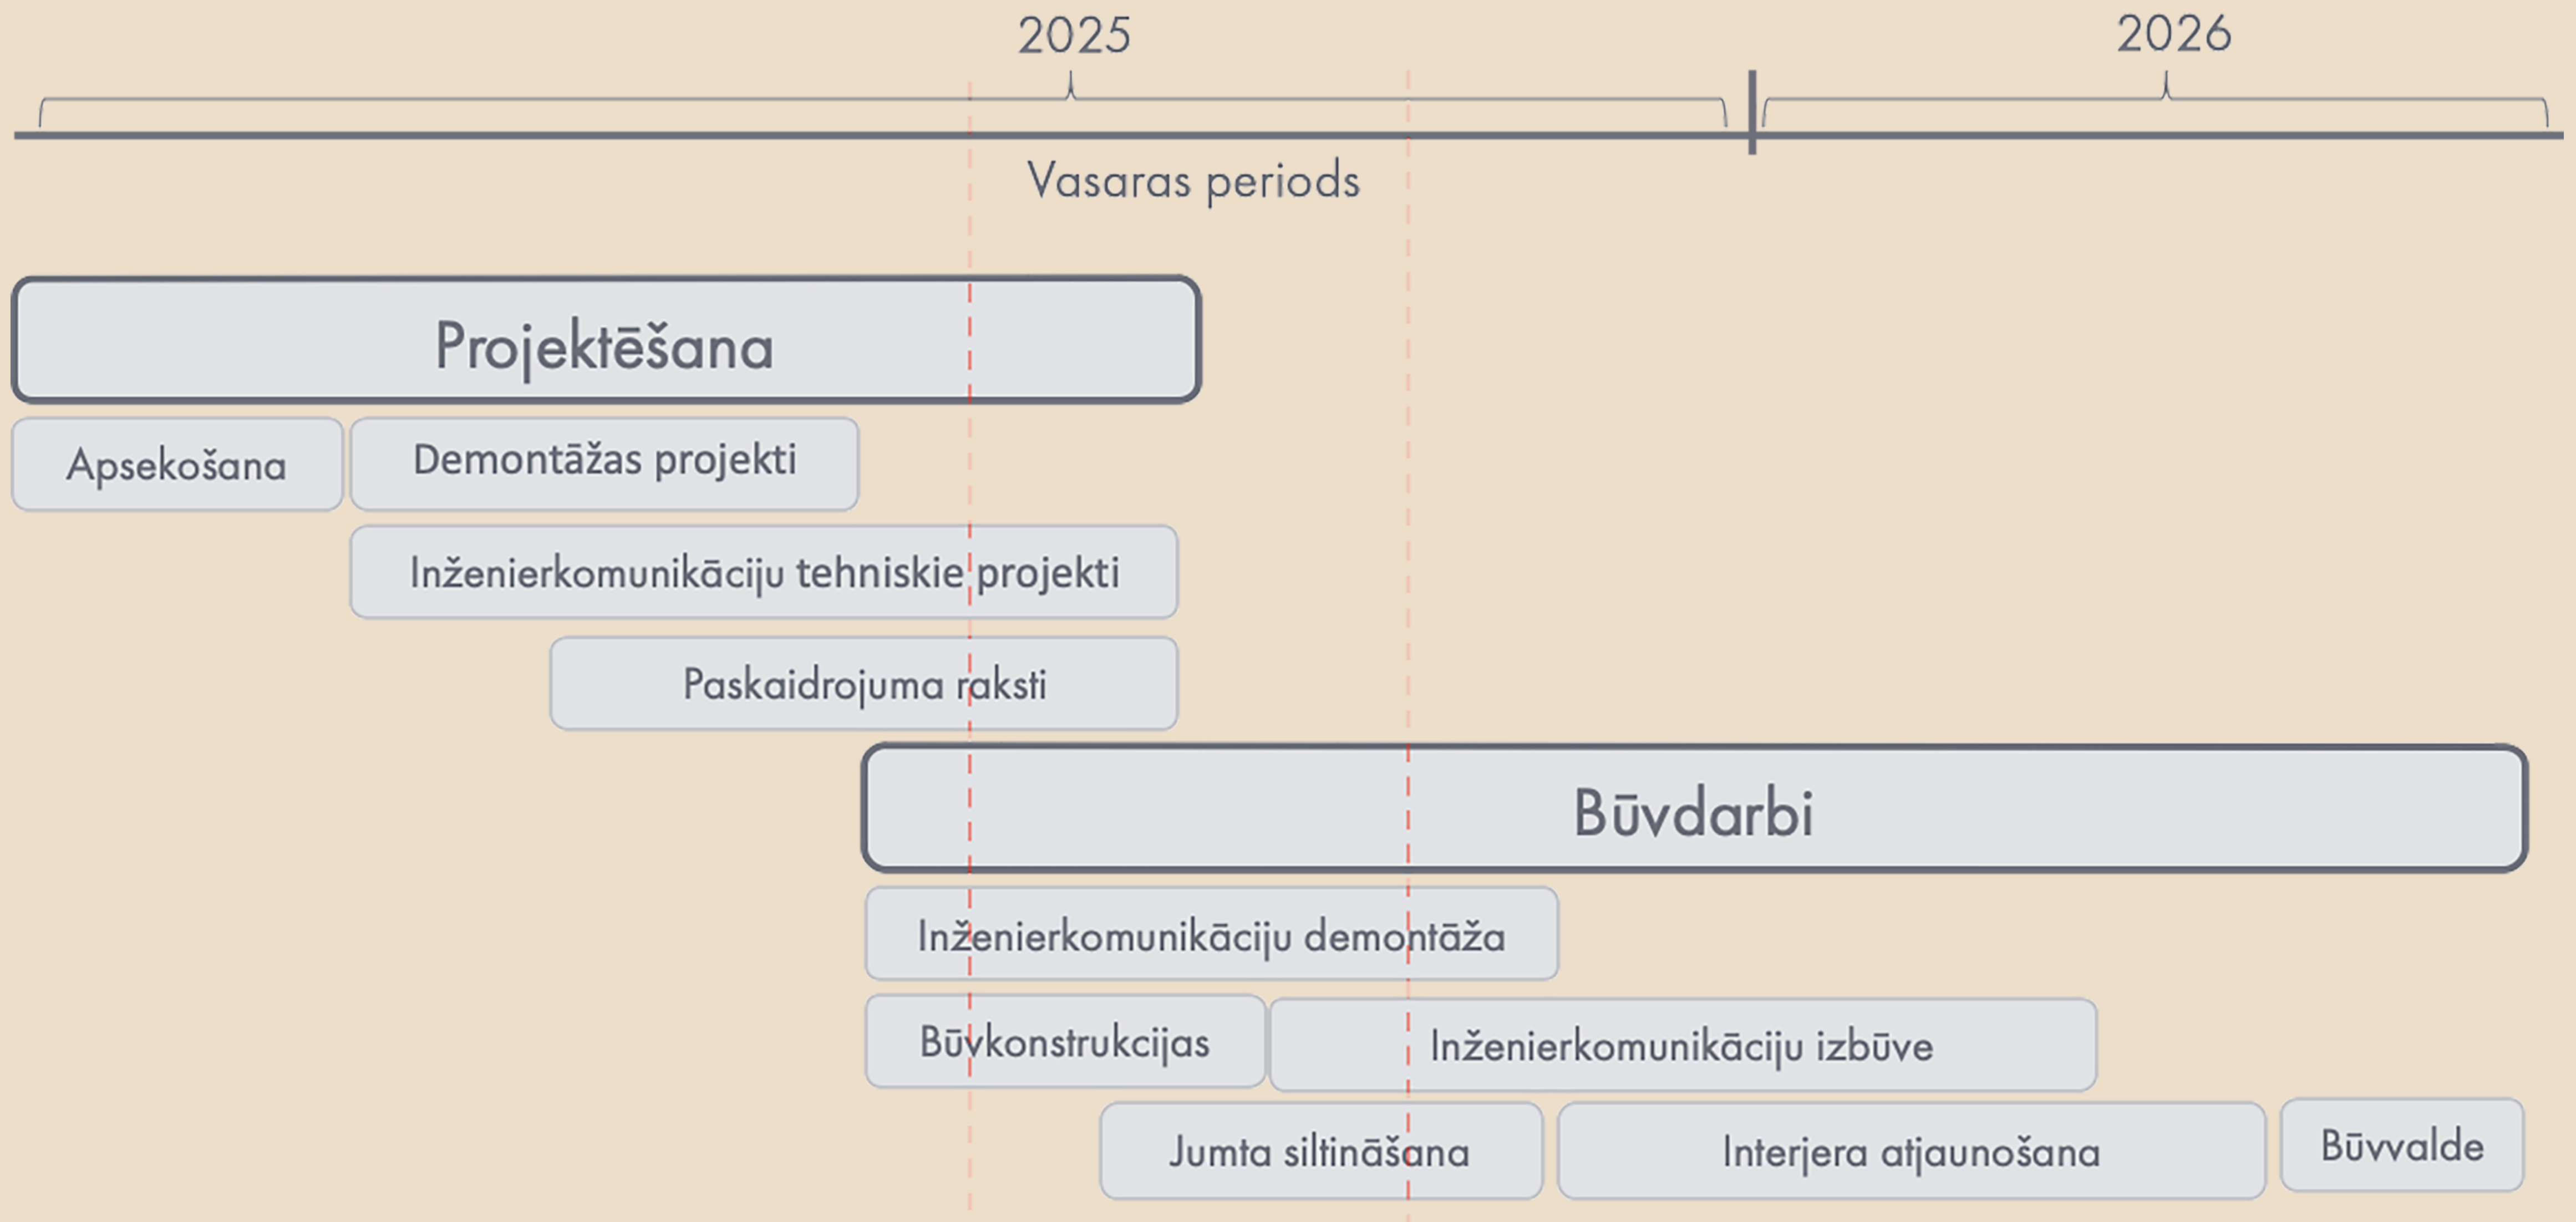 2025
2026
Vasaras periods
Projektēšana
Apsekošana
Demontāžas projekti
Inženierkomunikāciju tehniskie projekti
Paskaidrojuma raksti
Būvdarbi
Inženierkomunikāciju demontāža
Būvkonstrukcijas
Inženierkomunikāciju izbūve
Jumta siltināšana
Interjera atjaunošana
Būvvalde